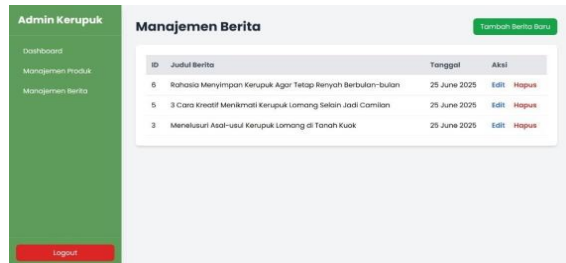 Admin Kerupuk
Dashboard
Manajemen Produk
Manajemen Berita
Logout
Manajemen Berita
Tambah Berita Baru
ID Judul Berita Tanggal Aksi
6 Rahasia Menyimpan Kerupuk Agar Tetap Renyah Berbulan-bulan 25 June 2025 Edit Hapus
5 3 Cara Kreatif Menikmati Kerupuk Lomang Selain Jadi Camilan 25 June 2025 Edit Hapus
3 Menelusuri Asal-usul Kerupuk Lomang di Tanah Kuok 25 June 2025 Edit Hapus